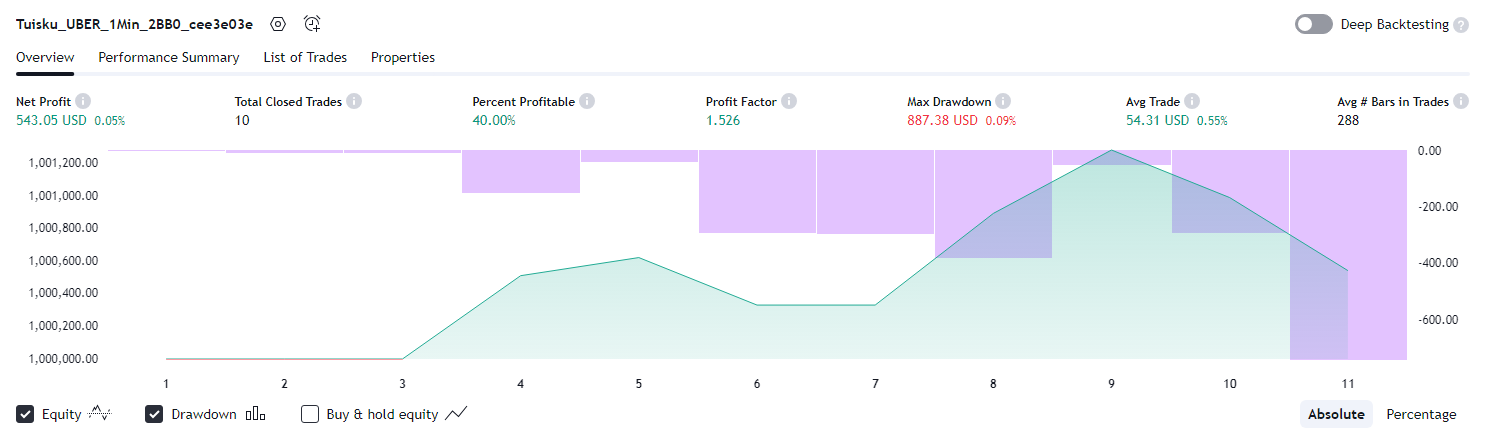 Tuisku_UBER_1Min_2BB0_cee3e03e Deep Backtesting ?
Overview Performance Summary List of Trades Properties
Net Profit Total Closed Trades Percent Profitable Profit Factor Max Drawdown Avg Trade Avg # Bars in Trades
543.05 USD 0.05% 10 40.00% 1.526 887.38 USD 0.09% 54.31 USD 0.55% 288
1,001,200.00 0.00
1,001,000.00
1,000,800.00 -200.00
1,000,600.00 -400.00
1,000,400.00
1,000,200.00 -600.00
1,000,000.00
1 2 3 4 5 6 7 8 9 10 11
Equity Drawdown Buy & hold equity Absolute Percentage